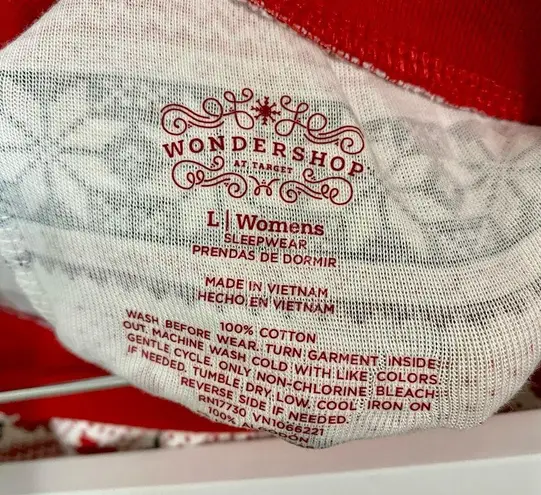 WONDERSHOP
AT TARGET
L | Womens
SLEEPWEAR
PRENDAS DE DORMIR
MADE IN VIETNAM
HECHO EN VIETNAM
100% COTTON
WASH BEFORE WEAR. TURN GARMENT INSIDE
OUT. MACHINE WASH COLD WITH LIKE COLORS,
GENTLE CYCLE. ONLY NON-CHLORINE BLEACH
IF NEEDED. TUMBLE DRY, LOW. COOL IRON ON
REVERSE SIDE IF NEEDED.
RN17730 VN1066221
100%